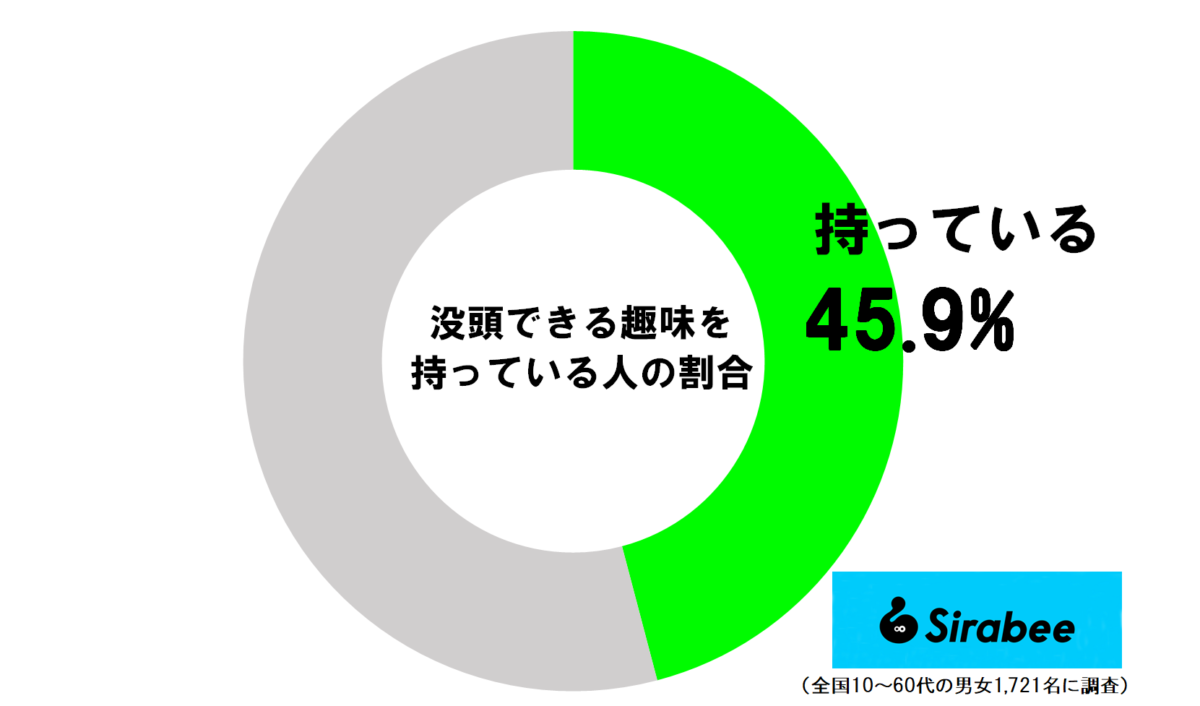 持っている
45.9%
没頭できる趣味を
持っている人の割合
Sirabee
（全国10～60代の男女1,721名に調査）